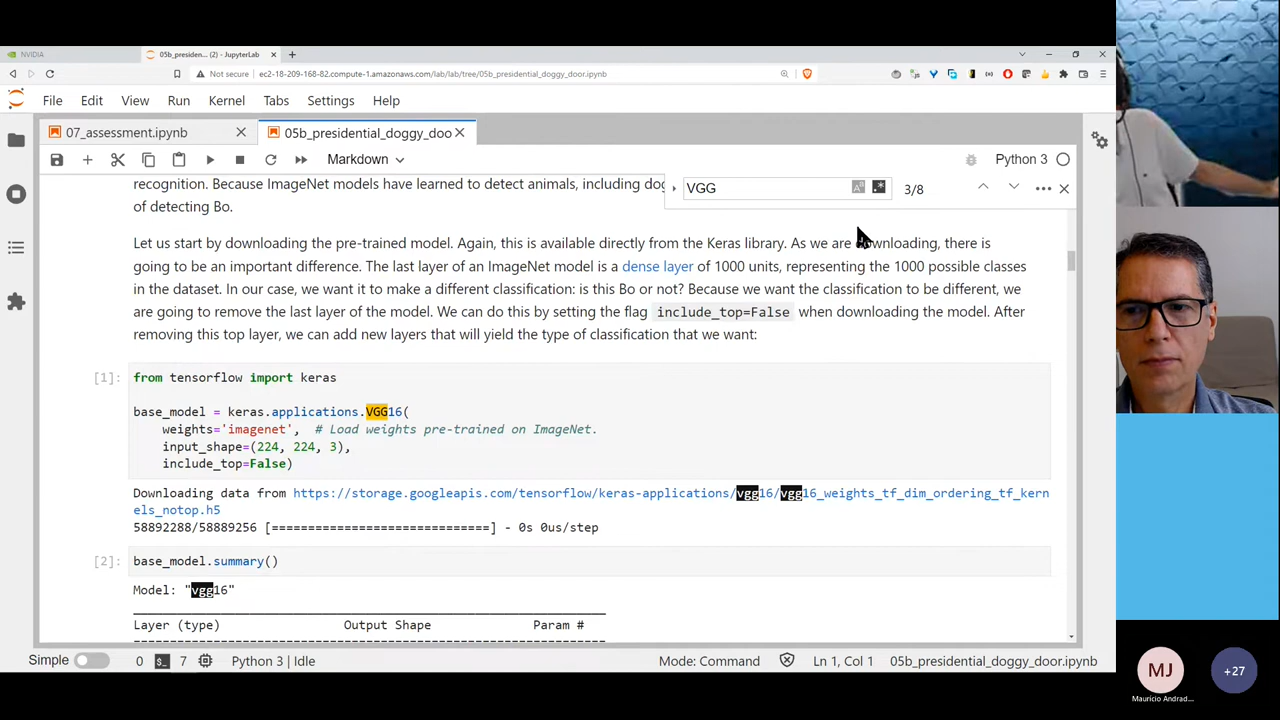 NVIDIA
05b_presiden... (2) - JupyterLab
Not secure
ec2-18-209-168-82.compute-1.amazonaws.com/lab/lab/tree/05b_presidential_doggy_door.ipynb
File Edit View Run Kernel Tabs Settings Help
07_assessment.ipynb
05b_presidential_doggy_doo
Markdown
Python 3
VGG
3/8
recognition. Because ImageNet models have learned to detect animals, including do
of detecting Bo.
Let us start by downloading the pre-trained model. Again, this is available directly from the Keras library. As we are downloading, there is
going to be an important difference. The last layer of an ImageNet model is a dense layer of 1000 units, representing the 1000 possible classes
in the dataset. In our case, we want it to make a different classification: is this Bo or not? Because we want the classification to be different, we
are going to remove the last layer of the model. We can do this by setting the flag include_top=False when downloading the model. After
removing this top layer, we can add new layers that will yield the type of classification that we want:
[1]:
from tensorflow import keras
base_model = keras.applications.VGG16(
weights='imagenet', # Load weights pre-trained on ImageNet.
input_shape=(224, 224, 3),
include_top=False)
Downloading data from https://storage.googleapis.com/tensorflow/keras-applications/vgg16/vgg16_weights_tf_dim_ordering_tf_kern
els_notop.h5
58892288/58889256 [==============================] - 0s 0us/step
[2]:
base_model.summary()
Model: "vgg16"
Layer (type) Output Shape Param #
Simple 0 7 Python 3 | Idle Mode: Command Ln 1, Col 1 05b_presidential_doggy_door.ipynb
MJ
Maurício Andrad...
+27